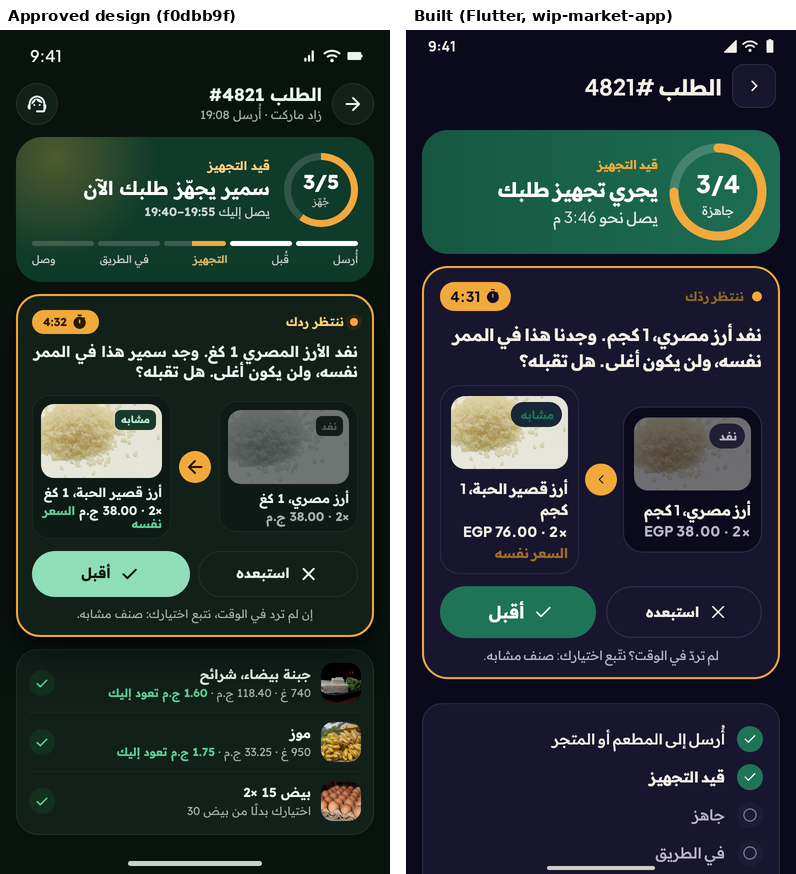 Approved design (f0dbb9f)
9:41
الطلب #4821
زاد ماركت · أُرسل 19:08
3/5
جُهّز
قيد التجهيز
سمير يجهّز طلبك الآن
يصل إليك 19:40–19:55
أُرسل
قُبل
التجهيز
في الطريق
وصل
ننتظر ردك
4:32
نفد الأرز المصري 1 كغ. وجد سمير هذا في الممر
نفسه، ولن يكون أغلى. هل تقبله؟
نفد
أرز مصري، 1 كغ
×2 · 38.00 ج.م
مشابه
أرز قصير الحبة، 1 كغ
×2 · 38.00 ج.م السعر
نفسه
استبعده
أقبل
إن لم ترد في الوقت، نتبع اختيارك: صنف مشابه.
جبنة بيضاء، شرائح
740 غ · 118.40 ج.م · 1.60 ج.م تعود إليك
موز
950 غ · 33.25 ج.م · 1.75 ج.م تعود إليك
بيض 15 ×2
اختيارك بدلًا من بيض 30
Built (Flutter, wip-market-app)
9:41
الطلب #4821
3/4
جاهزة
قيد التجهيز
يجري تجهيز طلبك
يصل نحو 3:46 م
ننتظر ردّك
4:31
نفد أرز مصري، 1 كجم. وجدنا هذا في الممر
نفسه، ولن يكون أغلى. هل تقبله؟
نفد
أرز مصري، 1 كجم
EGP 38.00 · 2×
مشابه
أرز قصير الحبة، 1
كجم
EGP 76.00 · 2×
السعر نفسه
استبعده
أقبل
لم تردّ في الوقت؟ نتّبع اختيارك: صنف مشابه.
أُرسل إلى المطعم أو المتجر
قيد التجهيز
جاهز
في الطريق